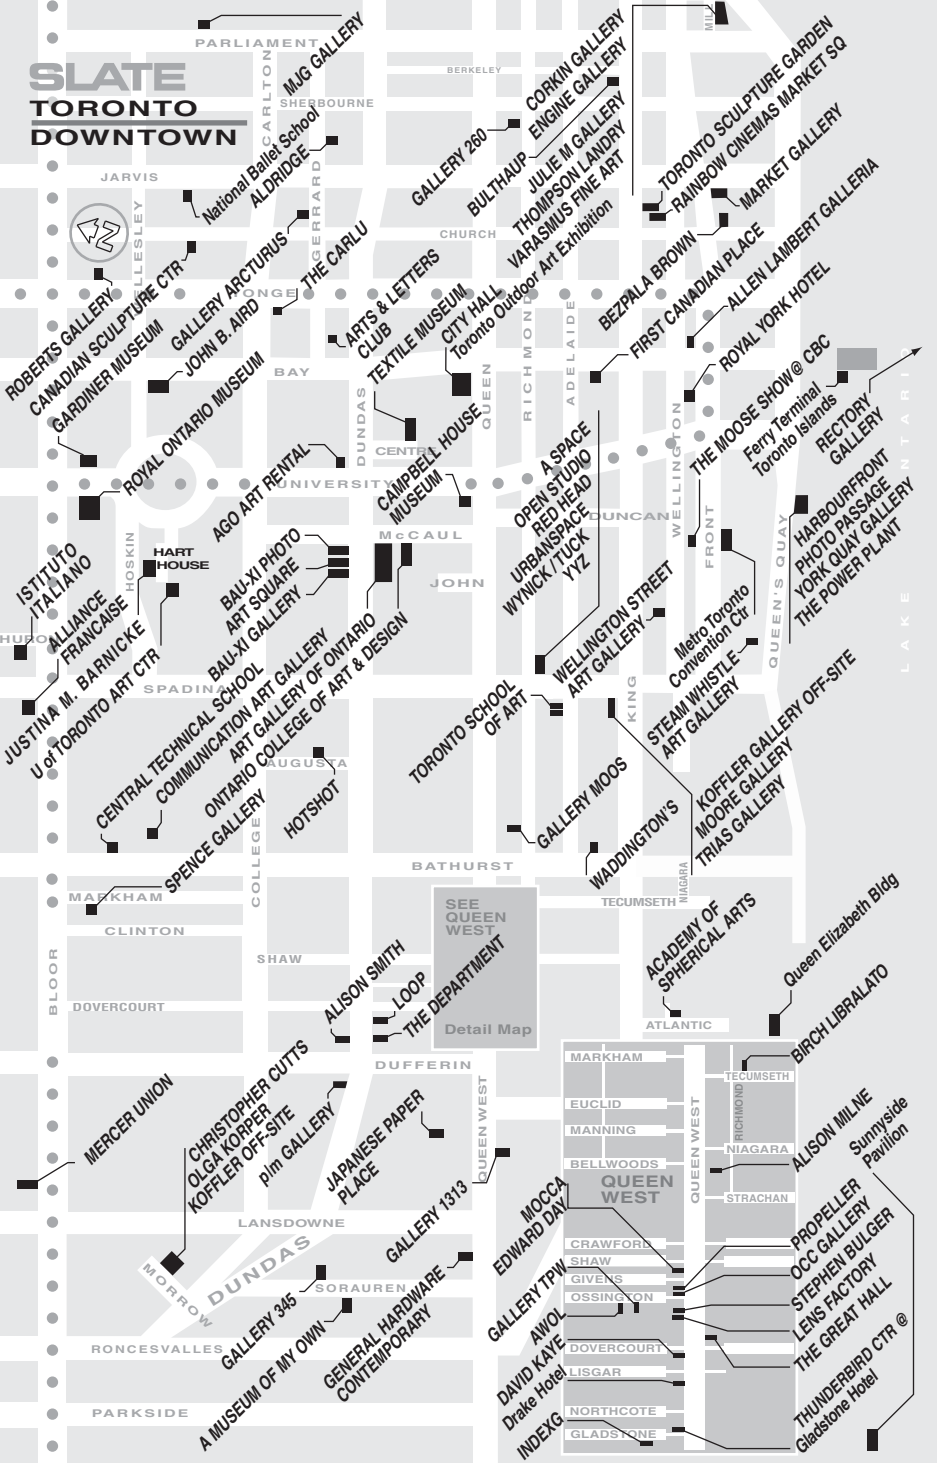 PARLIAMENT
MILL
MJG GALLERY
CORKIN GALLERY
ENGINE GALLERY
BERKELEY
SLATE
TORONTO
DOWNTOWN
CARLTON
SHERBOURNE
National Ballet School
ALDRIDGE
GALLERY 260
BULTHAUP
JULIE M GALLERY
THOMPSON LANDRY
VARASMUS FINE ART
TORONTO SCULPTURE GARDEN
RAINBOW CINEMAS MARKET SQ
MARKET GALLERY
JARVIS
GERRARD
CHURCH
Toronto Outdoor Art Exhibition
BEZPALA BROWN
FIRST CANADIAN PLACE
ALLEN LAMBERT GALLERIA
ROBERTS GALLERY
CANADIAN SCULPTURE CTR
GARDINER MUSEUM
ELLESLEY
GALLERY ARCTURUS
JOHN B. AIRD
THE CARLU
YONGE
ARTS & LETTERS
CLUB
TEXTILE MUSEUM
CITY HALL
RICHMOND
ADELAIDE
ROYAL YORK HOTEL
BAY
ROYAL ONTARIO MUSEUM
DUNDAS
QUEEN
CENTRE
CAMPBELL HOUSE
MUSEUM
WELLINGTON
THE MOOSE SHOW@ CBC
Ferry Terminal
Toronto Islands
RECTORY
GALLERY
LAKE ONTARIO
AGO ART RENTAL
UNIVERSITY
A SPACE
OPEN STUDIO
RED HEAD
URBANSPACE
WYNICK / TUCK
YYZ
DUNCAN
FRONT
QUEEN'S QUAY
HARBOURFRONT
PHOTO PASSAGE
YORK QUAY GALLERY
THE POWER PLANT
HOSKIN
HART
HOUSE
McCAUL
JOHN
ISTITUTO
ITALIANO
HURON
ALLIANCE
FRANCAISE
JUSTINA M. BARNICKE
U of TORONTO ART CTR
BAU-XI PHOTO
ART SQUARE
BAU-XI GALLERY
WELLINGTON STREET
ART GALLERY
Metro Toronto
Convention Ctr
STEAM WHISTLE
ART GALLERY
SPADINA
CENTRAL TECHNICAL SCHOOL
COMMUNICATION ART GALLERY
ART GALLERY OF ONTARIO
ONTARIO COLLEGE OF ART & DESIGN
KING
TORONTO SCHOOL
OF ART
AUGUSTA
HOTSHOT
KOFFLER GALLERY OFF-SITE
MOORE GALLERY
TRIAS GALLERY
GALLERY MOOS
WADDINGTON'S
SPENCE GALLERY
COLLEGE
BATHURST
MARKHAM
TECUMSETH
NIAGARA
CLINTON
SEE
QUEEN
WEST
ACADEMY OF
SPHERICAL ARTS
Queen Elizabeth Bldg
BLOOR
SHAW
DOVERCOURT
ALISON SMITH
LOOP
THE DEPARTMENT
Detail Map
ATLANTIC
BIRCH LIBRALATO
DUFFERIN
MARKHAM
TECUMSETH
MERCER UNION
CHRISTOPHER CUTTS
OLGA KORPER
KOFFLER OFF-SITE
p|m GALLERY
JAPANESE PAPER
PLACE
QUEEN WEST
EUCLID
MANNING
QUEEN WEST
RICHMOND
NIAGARA
ALISON MILNE
Sunnyside
Pavilion
BELLWOODS
QUEEN
WEST
STRACHAN
GALLERY 1313
MOCCA
EDWARD DAY
LANSDOWNE
DUNDAS
MORROW
SORAUREN
CRAWFORD
SHAW
GIVENS
OSSINGTON
PROPELLER
OCC GALLERY
STEPHEN BULGER
LENS FACTORY
THE GREAT HALL
GALLERY TPW
AWOL
DAVID KAYE
Drake Hotel
INDEXG
GALLERY 345
A MUSEUM OF MY OWN
GENERAL HARDWARE
CONTEMPORARY
RONCESVALLES
DOVERCOURT
LISGAR
THUNDERBIRD CTR @
Gladstone Hotel
PARKSIDE
NORTHCOTE
GLADSTONE